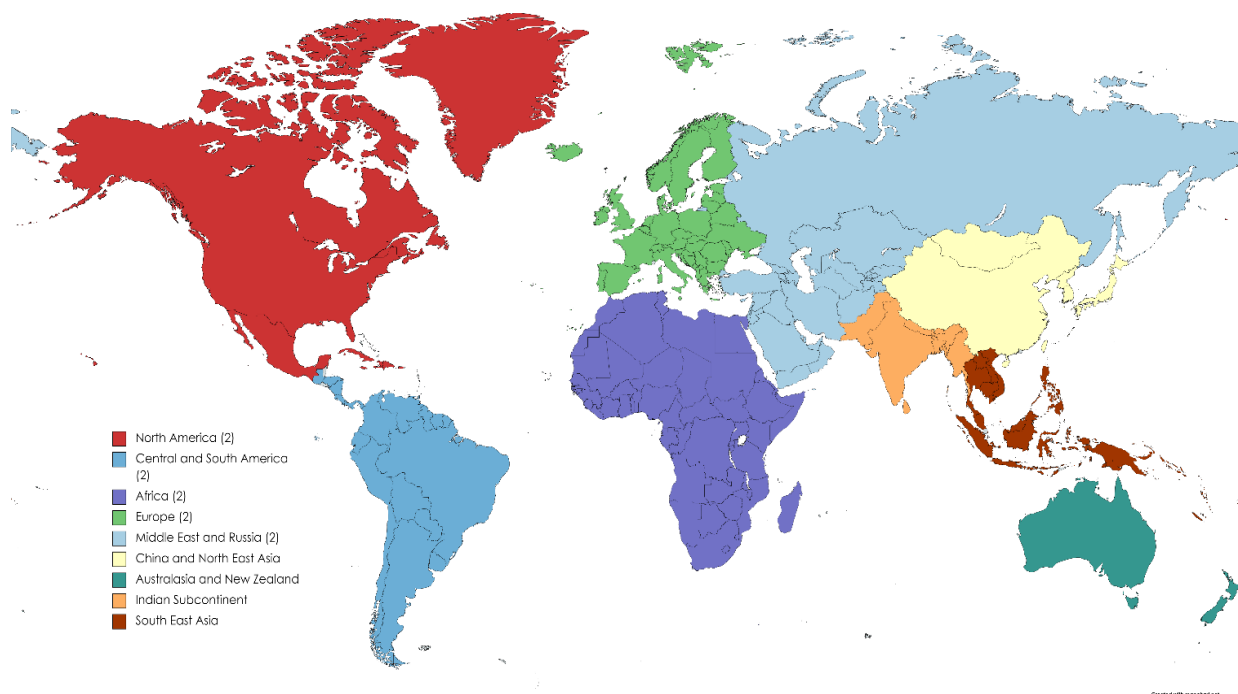 North America (2)
Central and South America
(2)
Africa (2)
Europe (2)
Middle East and Russia (2)
China and North East Asia
Australasia and New Zealand
Indian Subcontinent
South East Asia